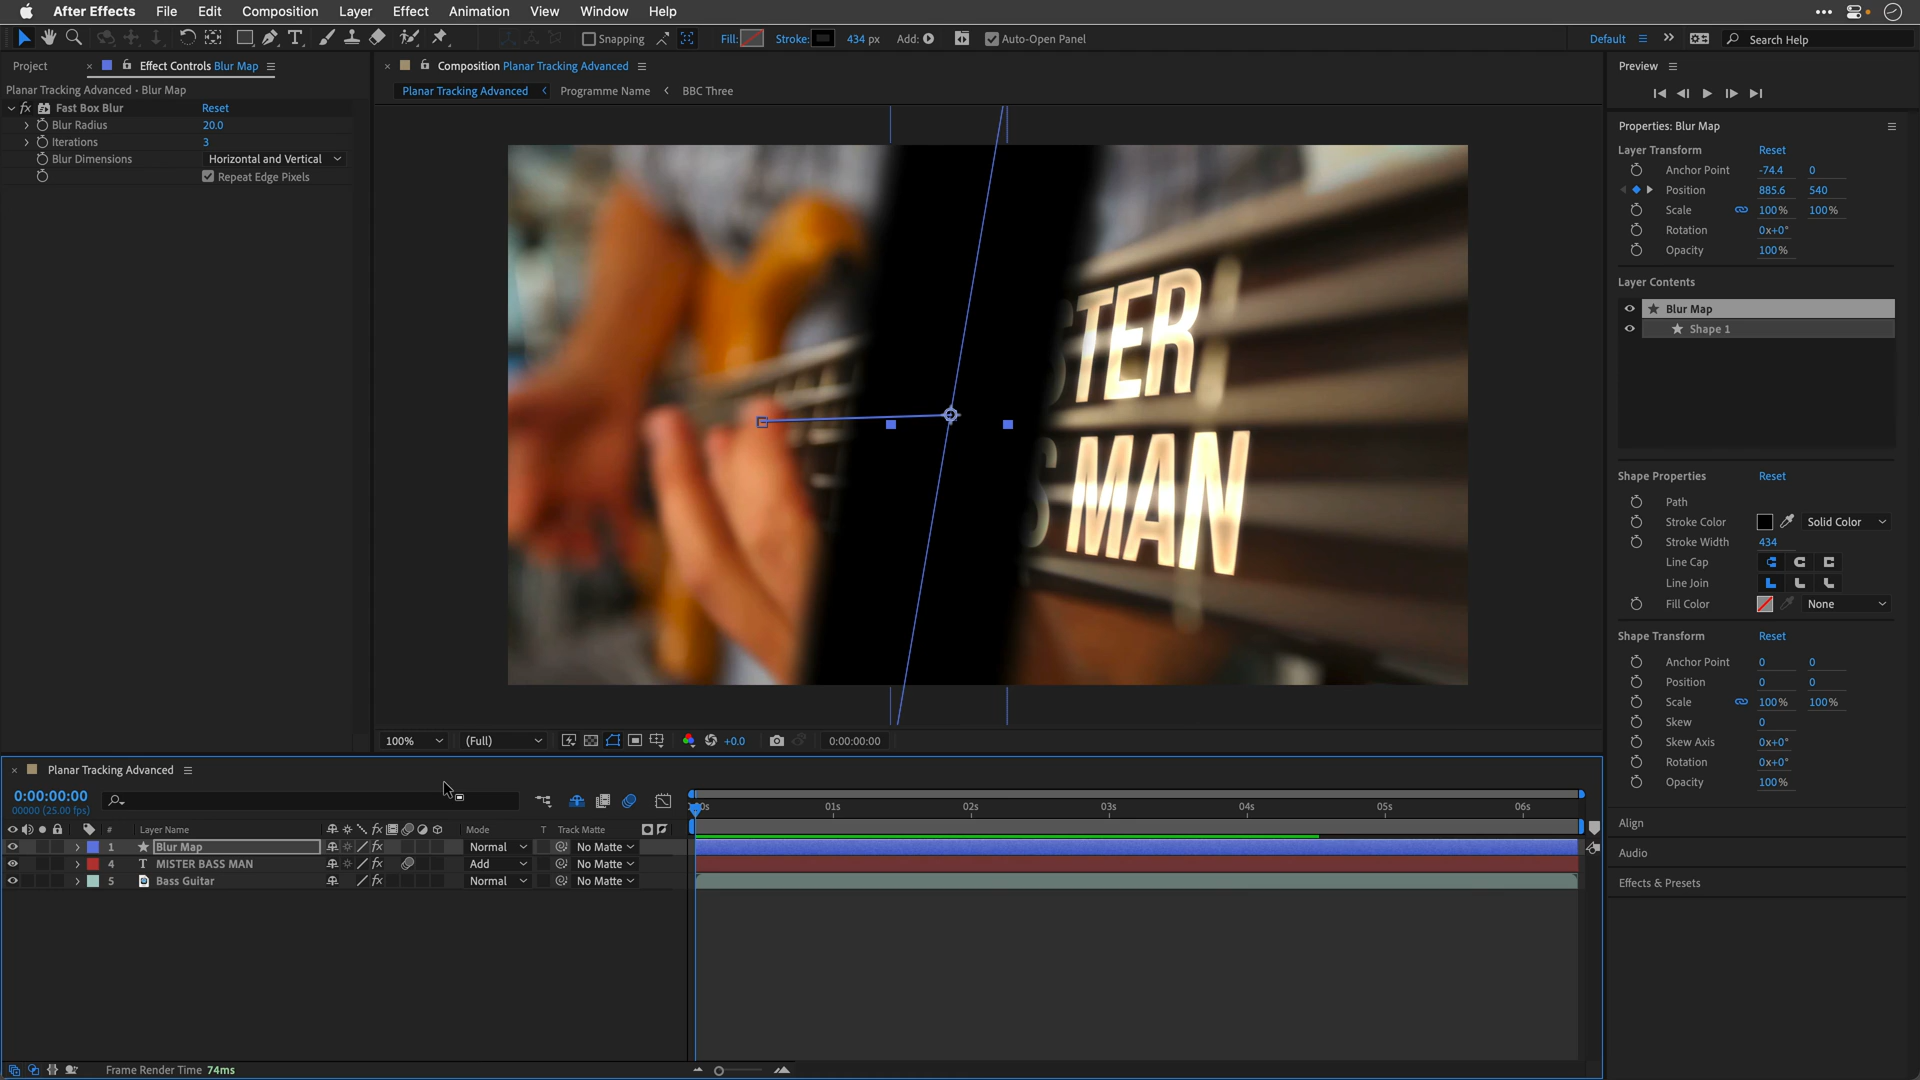 After Effects File Edit Composition Layer Effect Animation View Window Help
Snapping Fill: Stroke: 434 px Add: Auto-Open Panel Default Search Help
Project Effect Controls Blur Map
Planar Tracking Advanced • Blur Map
fx Fast Box Blur Reset
Blur Radius 20.0
Iterations 3
Blur Dimensions Horizontal and Vertical
Repeat Edge Pixels
Composition Planar Tracking Advanced
Planar Tracking Advanced Programme Name BBC Three
STER
S MAN
100% (Full) +0.0 0:00:00:00
Preview
Properties: Blur Map
Layer Transform Reset
Anchor Point -74.4 0
Position 885.6 540
Scale 100% 100%
Rotation 0x+0°
Opacity 100%
Layer Contents
Blur Map
Shape 1
Shape Properties Reset
Path
Stroke Color Solid Color
Stroke Width 434
Line Cap
Line Join
Fill Color None
Shape Transform Reset
Anchor Point 0 0
Position 0 0
Scale 100% 100%
Skew 0
Skew Axis 0x+0°
Rotation 0x+0°
Opacity 100%
Align
Audio
Effects & Presets
Planar Tracking Advanced
0:00:00:00
00000 (25.00 fps)
01s 02s 03s 04s 05s 06s
# Layer Name fx Mode T Track Matte
1 Blur Map fx Normal No Matte
4 T MISTER BASS MAN fx Add No Matte
5 Bass Guitar fx Normal No Matte
Frame Render Time 74ms